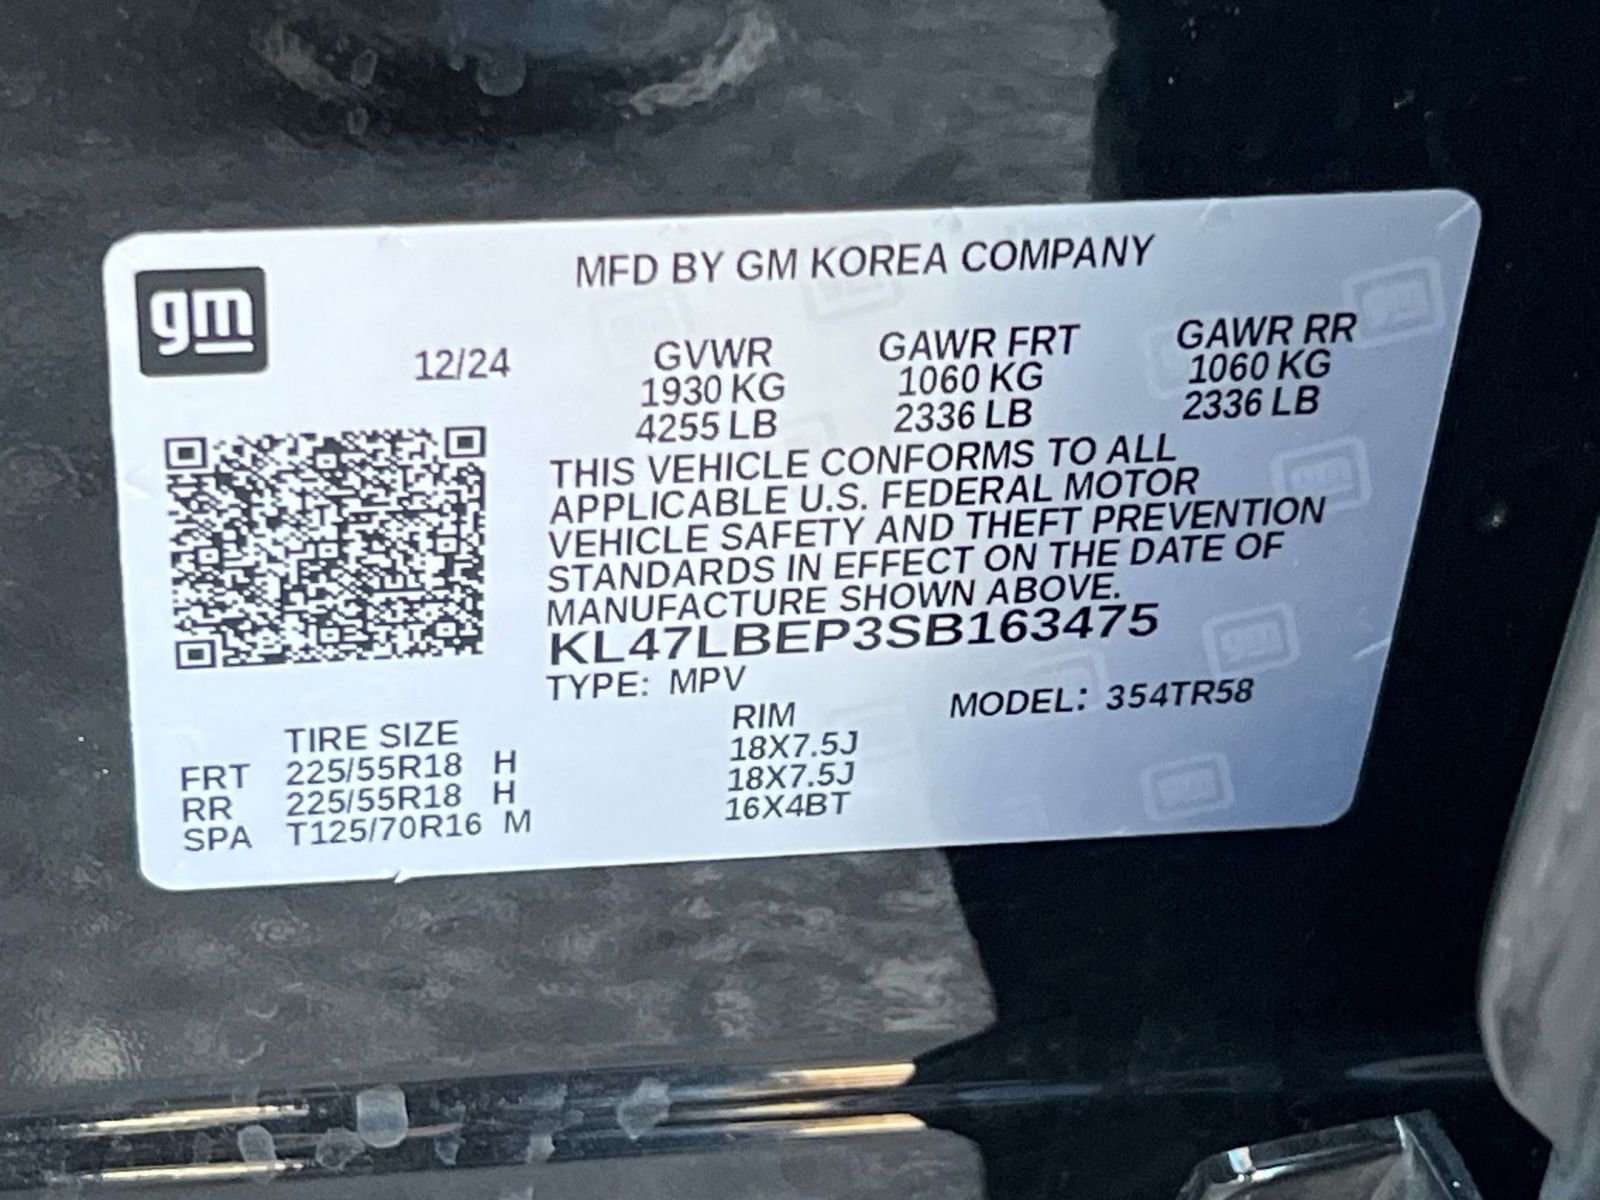 MFD BY GM KOREA COMPANY
gm
12/24 GVWR GAWR FRT GAWR RR
1930 KG 1060 KG 1060 KG
4255 LB 2336 LB 2336 LB
THIS VEHICLE CONFORMS TO ALL
APPLICABLE U.S. FEDERAL MOTOR
VEHICLE SAFETY AND THEFT PREVENTION
STANDARDS IN EFFECT ON THE DATE OF
MANUFACTURE SHOWN ABOVE.
KL47LBEP3SB163475
TYPE: MPV MODEL: 354TR58
TIRE SIZE RIM
FRT 225/55R18 H 18X7.5J
RR 225/55R18 H 18X7.5J
SPA T125/70R16 M 16X4BT